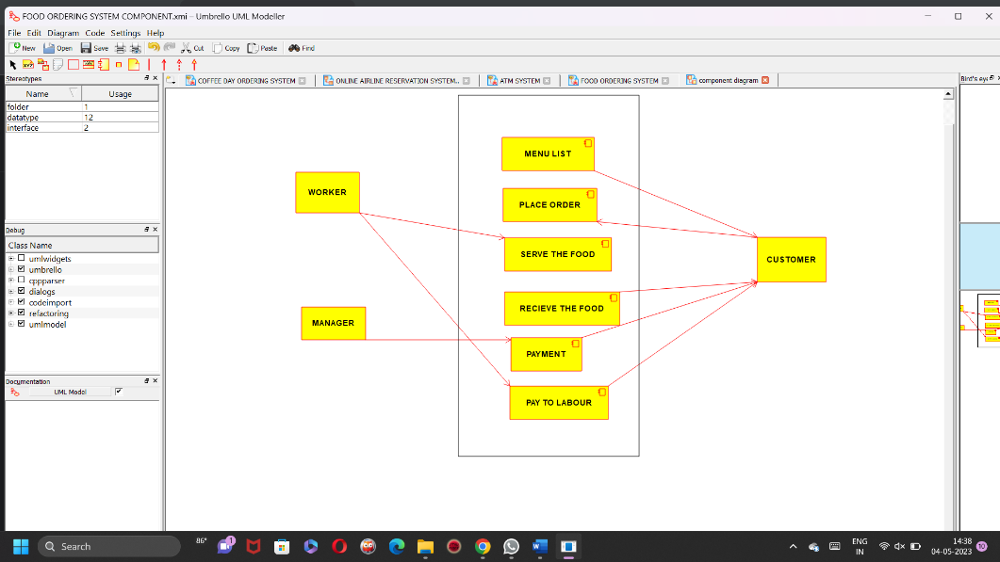 FOOD ORDERING SYSTEM COMPONENT.xmi – Umbrello UML Modeller
File Edit Diagram Code Settings Help
New Open Save Cut Copy Paste Find
Stereotypes
Name Usage
folder 1
datatype 12
interface 2
COFFEE DAY ORDERING SYSTEM
ONLINE AIRLINE RESERVATION SYSTEM..
ATM SYSTEM
FOOD ORDERING SYSTEM
component diagram
Bird's eye
MENU LIST
WORKER
PLACE ORDER
SERVE THE FOOD
CUSTOMER
RECIEVE THE FOOD
MANAGER
PAYMENT
PAY TO LABOUR
Debug
Class Name
umlwidgets
umbrello
cppparser
dialogs
codeimport
refactoring
umlmodel
Documentation
UML Model
Search
86°
1
ENG
IN
14:38
04-05-2023
10